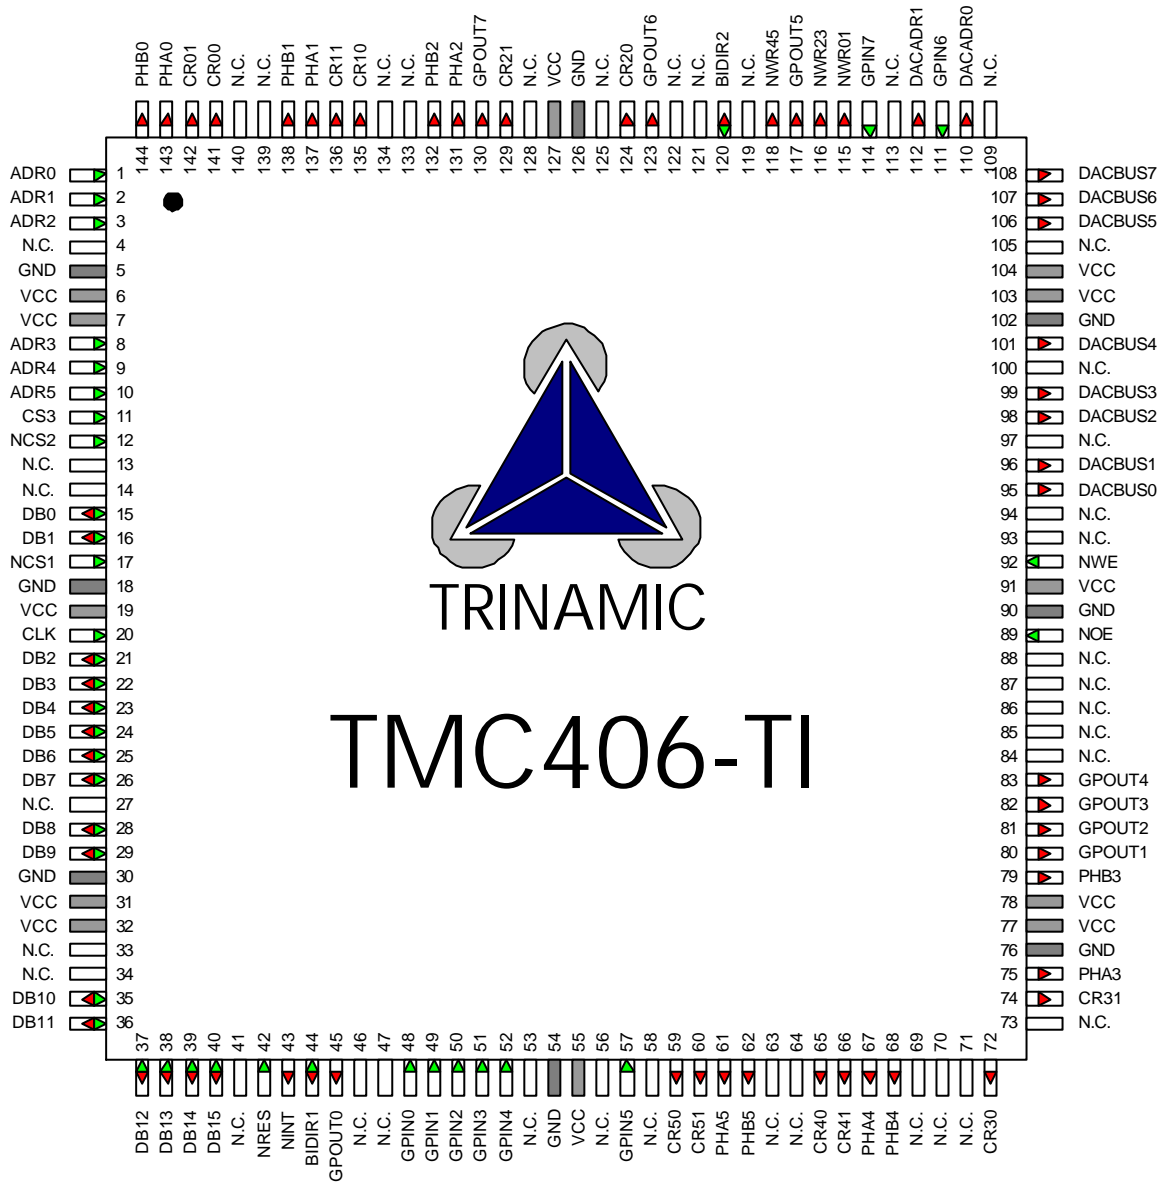 PHB0 PHA0 CR01 CR00 N.C. N.C. PHB1 PHA1 CR11 CR10 N.C. N.C. PHB2 PHA2 GPOUT7 CR21 N.C. VCC GND N.C. CR20 GPOUT6 N.C. N.C. BIDIR2 N.C. NWR45 GPOUT5 NWR23 NWR01 GPIN7 N.C. DACADR1 GPIN6 DACADR0 N.C.
144 143 142 141 140 139 138 137 136 135 134 133 132 131 130 129 128 127 126 125 124 123 122 121 120 119 118 117 116 115 114 113 112 111 110 109
ADR0 1
ADR1 2
ADR2 3
N.C. 4
GND 5
VCC 6
VCC 7
ADR3 8
ADR4 9
ADR5 10
CS3 11
NCS2 12
N.C. 13
N.C. 14
DB0 15
DB1 16
NCS1 17
GND 18
VCC 19
CLK 20
DB2 21
DB3 22
DB4 23
DB5 24
DB6 25
DB7 26
N.C. 27
DB8 28
DB9 29
GND 30
VCC 31
VCC 32
N.C. 33
N.C. 34
DB10 35
DB11 36
TRINAMIC
TMC406-TI
108 DACBUS7
107 DACBUS6
106 DACBUS5
105 N.C.
104 VCC
103 VCC
102 GND
101 DACBUS4
100 N.C.
99 DACBUS3
98 DACBUS2
97 N.C.
96 DACBUS1
95 DACBUS0
94 N.C.
93 N.C.
92 NWE
91 VCC
90 GND
89 NOE
88 N.C.
87 N.C.
86 N.C.
85 N.C.
84 N.C.
83 GPOUT4
82 GPOUT3
81 GPOUT2
80 GPOUT1
79 PHB3
78 VCC
77 VCC
76 GND
75 PHA3
74 CR31
73 N.C.
37 38 39 40 41 42 43 44 45 46 47 48 49 50 51 52 53 54 55 56 57 58 59 60 61 62 63 64 65 66 67 68 69 70 71 72
DB12 DB13 DB14 DB15 N.C. NRES NINT BIDIR1 GPOUT0 N.C. N.C. GPIN0 GPIN1 GPIN2 GPIN3 GPIN4 N.C. GND VCC N.C. GPIN5 N.C. CR50 CR51 PHA5 PHB5 N.C. N.C. CR40 CR41 PHA4 PHB4 N.C. N.C. N.C. CR30